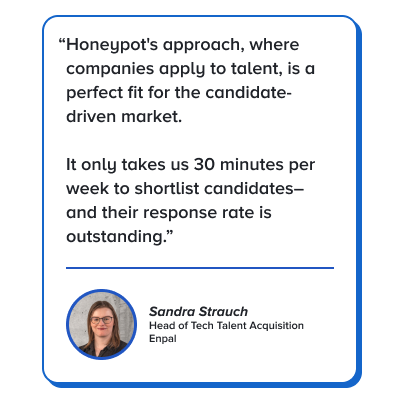 “Honeypot's approach, where
companies apply to talent, is a
perfect fit for the candidate-
driven market.
It only takes us 30 minutes per
week to shortlist candidates–
and their response rate is
outstanding.”
Sandra Strauch
Head of Tech Talent Acquisition
Enpal